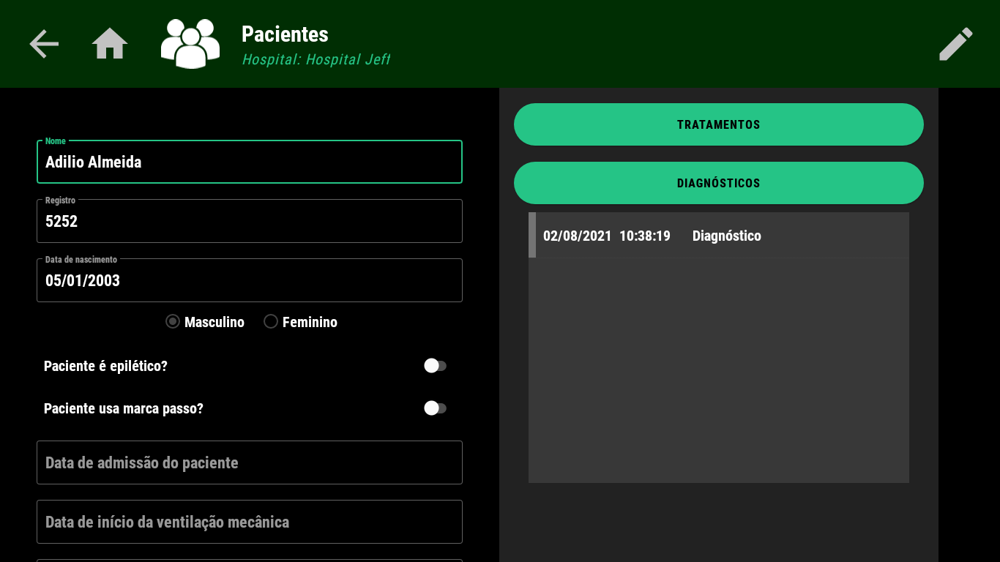 Pacientes
Hospital: Hospital Jeff
Nome
Adilio Almeida
Registro
5252
Data de nascimento
05/01/2003
Masculino Feminino
Paciente é epilético?
Paciente usa marca passo?
Data de admissão do paciente
Data de início da ventilação mecânica
TRATAMENTOS
DIAGNÓSTICOS
02/08/2021 10:38:19 Diagnóstico